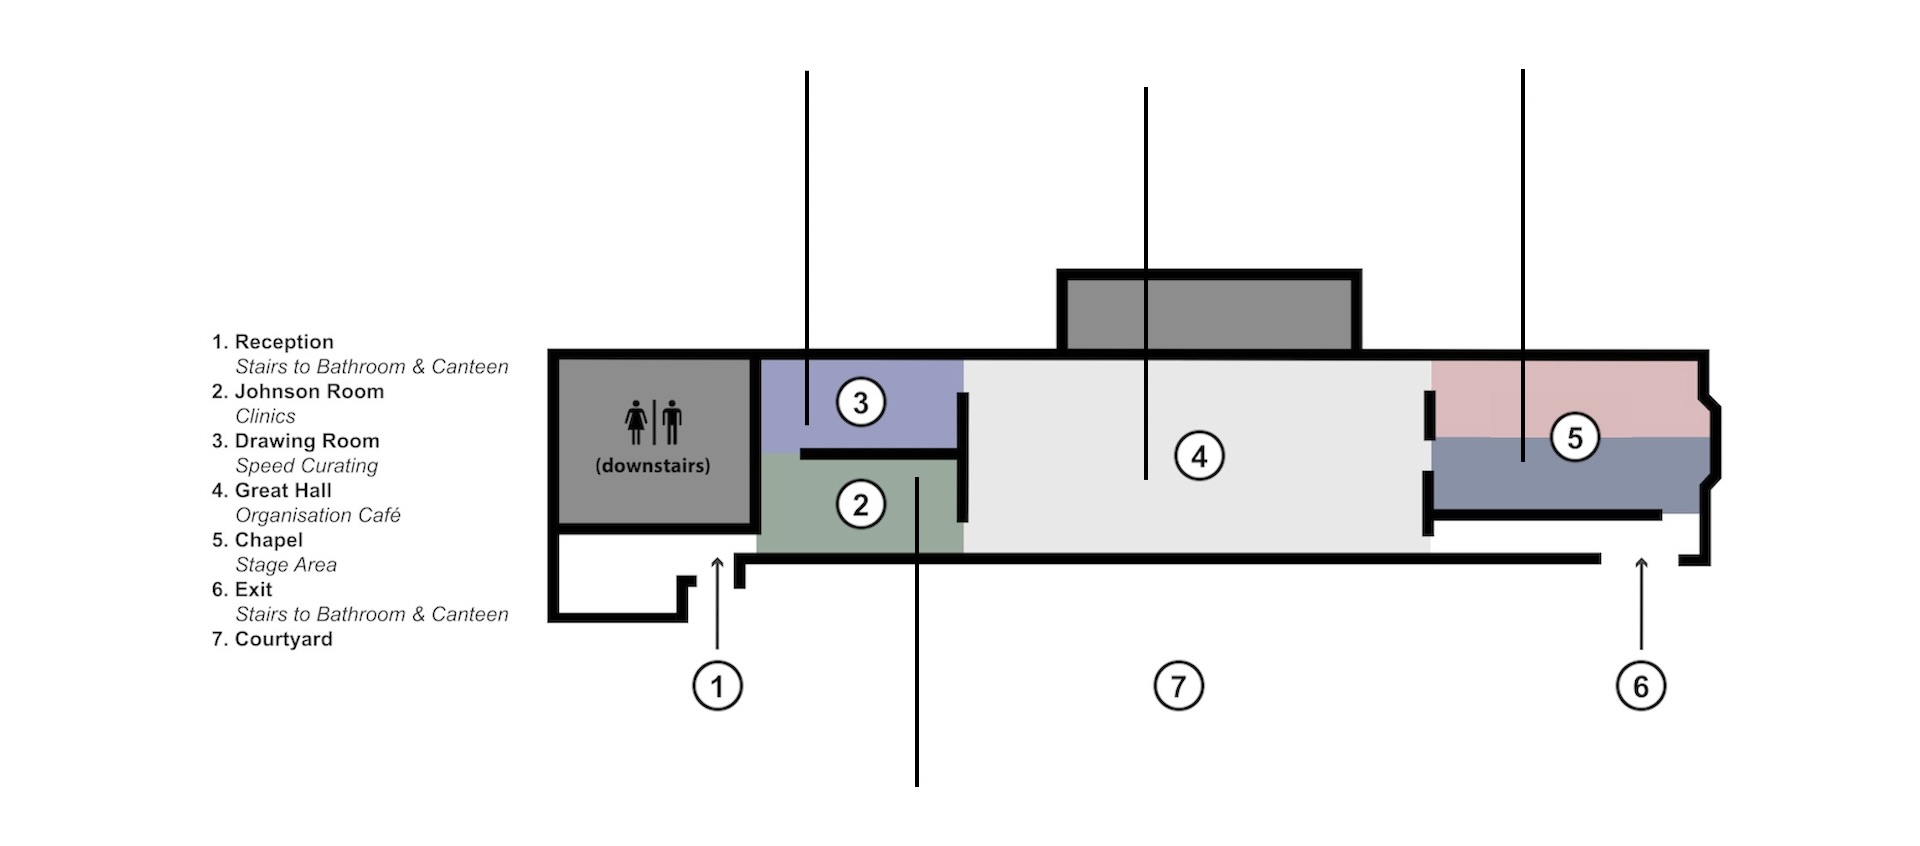 1. Reception
Stairs to Bathroom & Canteen
2. Johnson Room
Clinics
3. Drawing Room
Speed Curating
4. Great Hall
Organisation Café
5. Chapel
Stage Area
6. Exit
Stairs to Bathroom & Canteen
7. Courtyard
(downstairs)
3
2
4
5
1
7
6